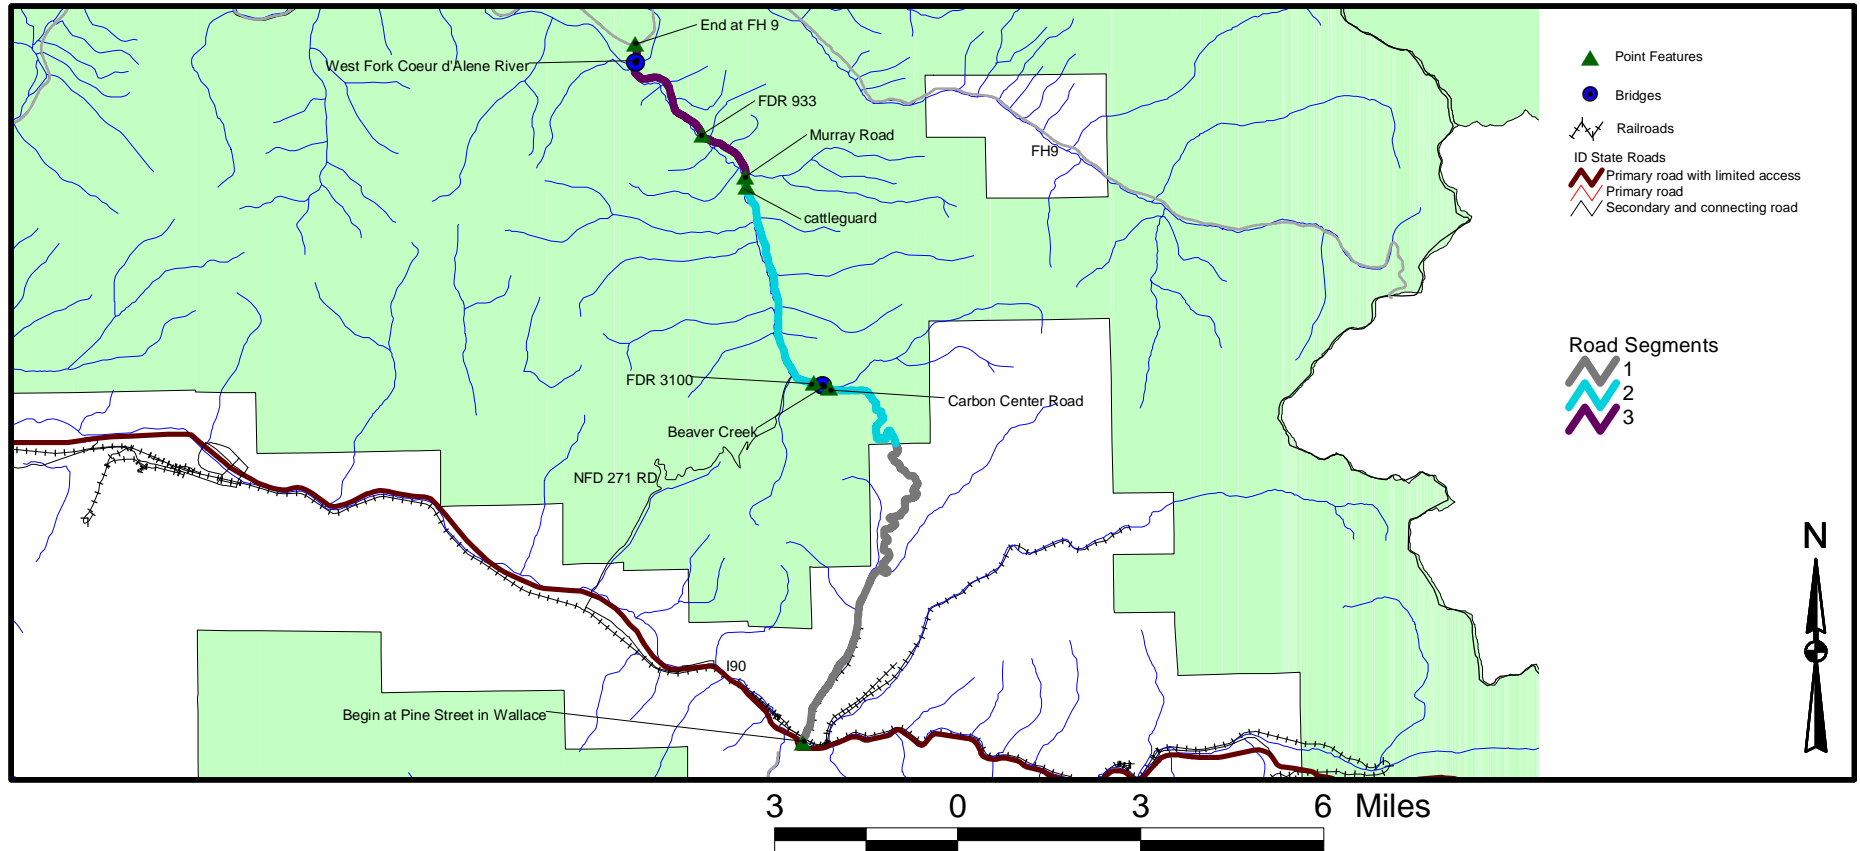 End at FH 9
West Fork Coeur d'Alene River
FDR 933
Murray Road
FH9
cattleguard
FDR 3100
Carbon Center Road
Beaver Creek
NFD 271 RD
I90
Begin at Pine Street in Wallace
Point Features
Bridges
Railroads
ID State Roads
Primary road with limited access
Primary road
Secondary and connecting road
Road Segments
1
2
3
N
3 0 3 6 Miles